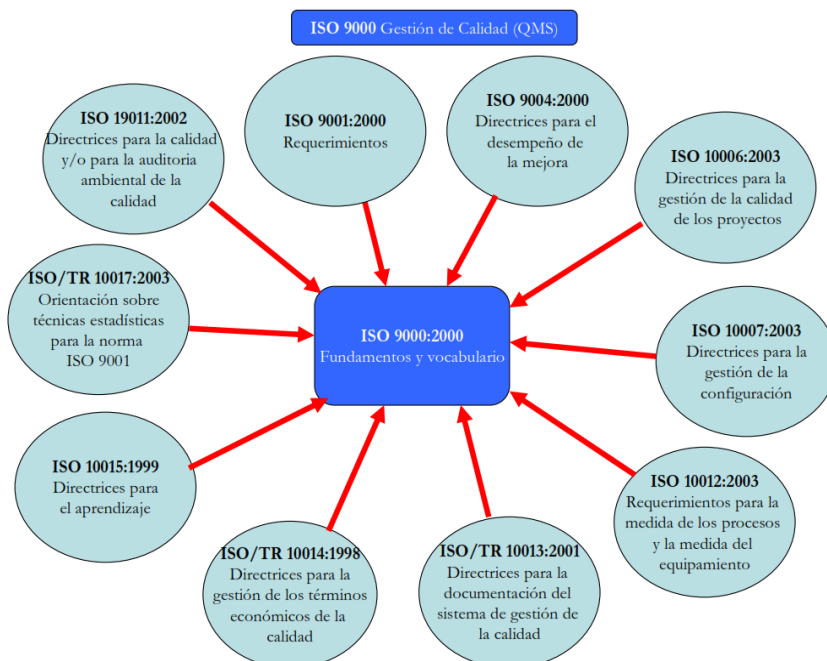 ISO 9000 Gestión de Calidad (QMS)
ISO 19011:2002
Directrices para la calidad
y/o para la auditoria
ambiental de la
calidad
ISO 9001:2000
Requerimientos
ISO 9004:2000
Directrices para el
desempeño de
la mejora
ISO 10006:2003
Directrices para la
gestión de la calidad
de los proyectos
ISO/TR 10017:2003
Orientación sobre
técnicas estadísticas
para la norma
ISO 9001
ISO 9000:2000
Fundamentos y vocabulario
ISO 10007:2003
Directrices para la
gestión de la
configuración
ISO 10015:1999
Directrices para
el aprendizaje
ISO/TR 10014:1998
Directrices para la
gestión de los términos
económicos de la
calidad
ISO/TR 10013:2001
Directrices para la
documentación del
sistema de gestión de
la calidad
ISO 10012:2003
Requerimientos para la
medida de los procesos
y la medida del
equipamiento